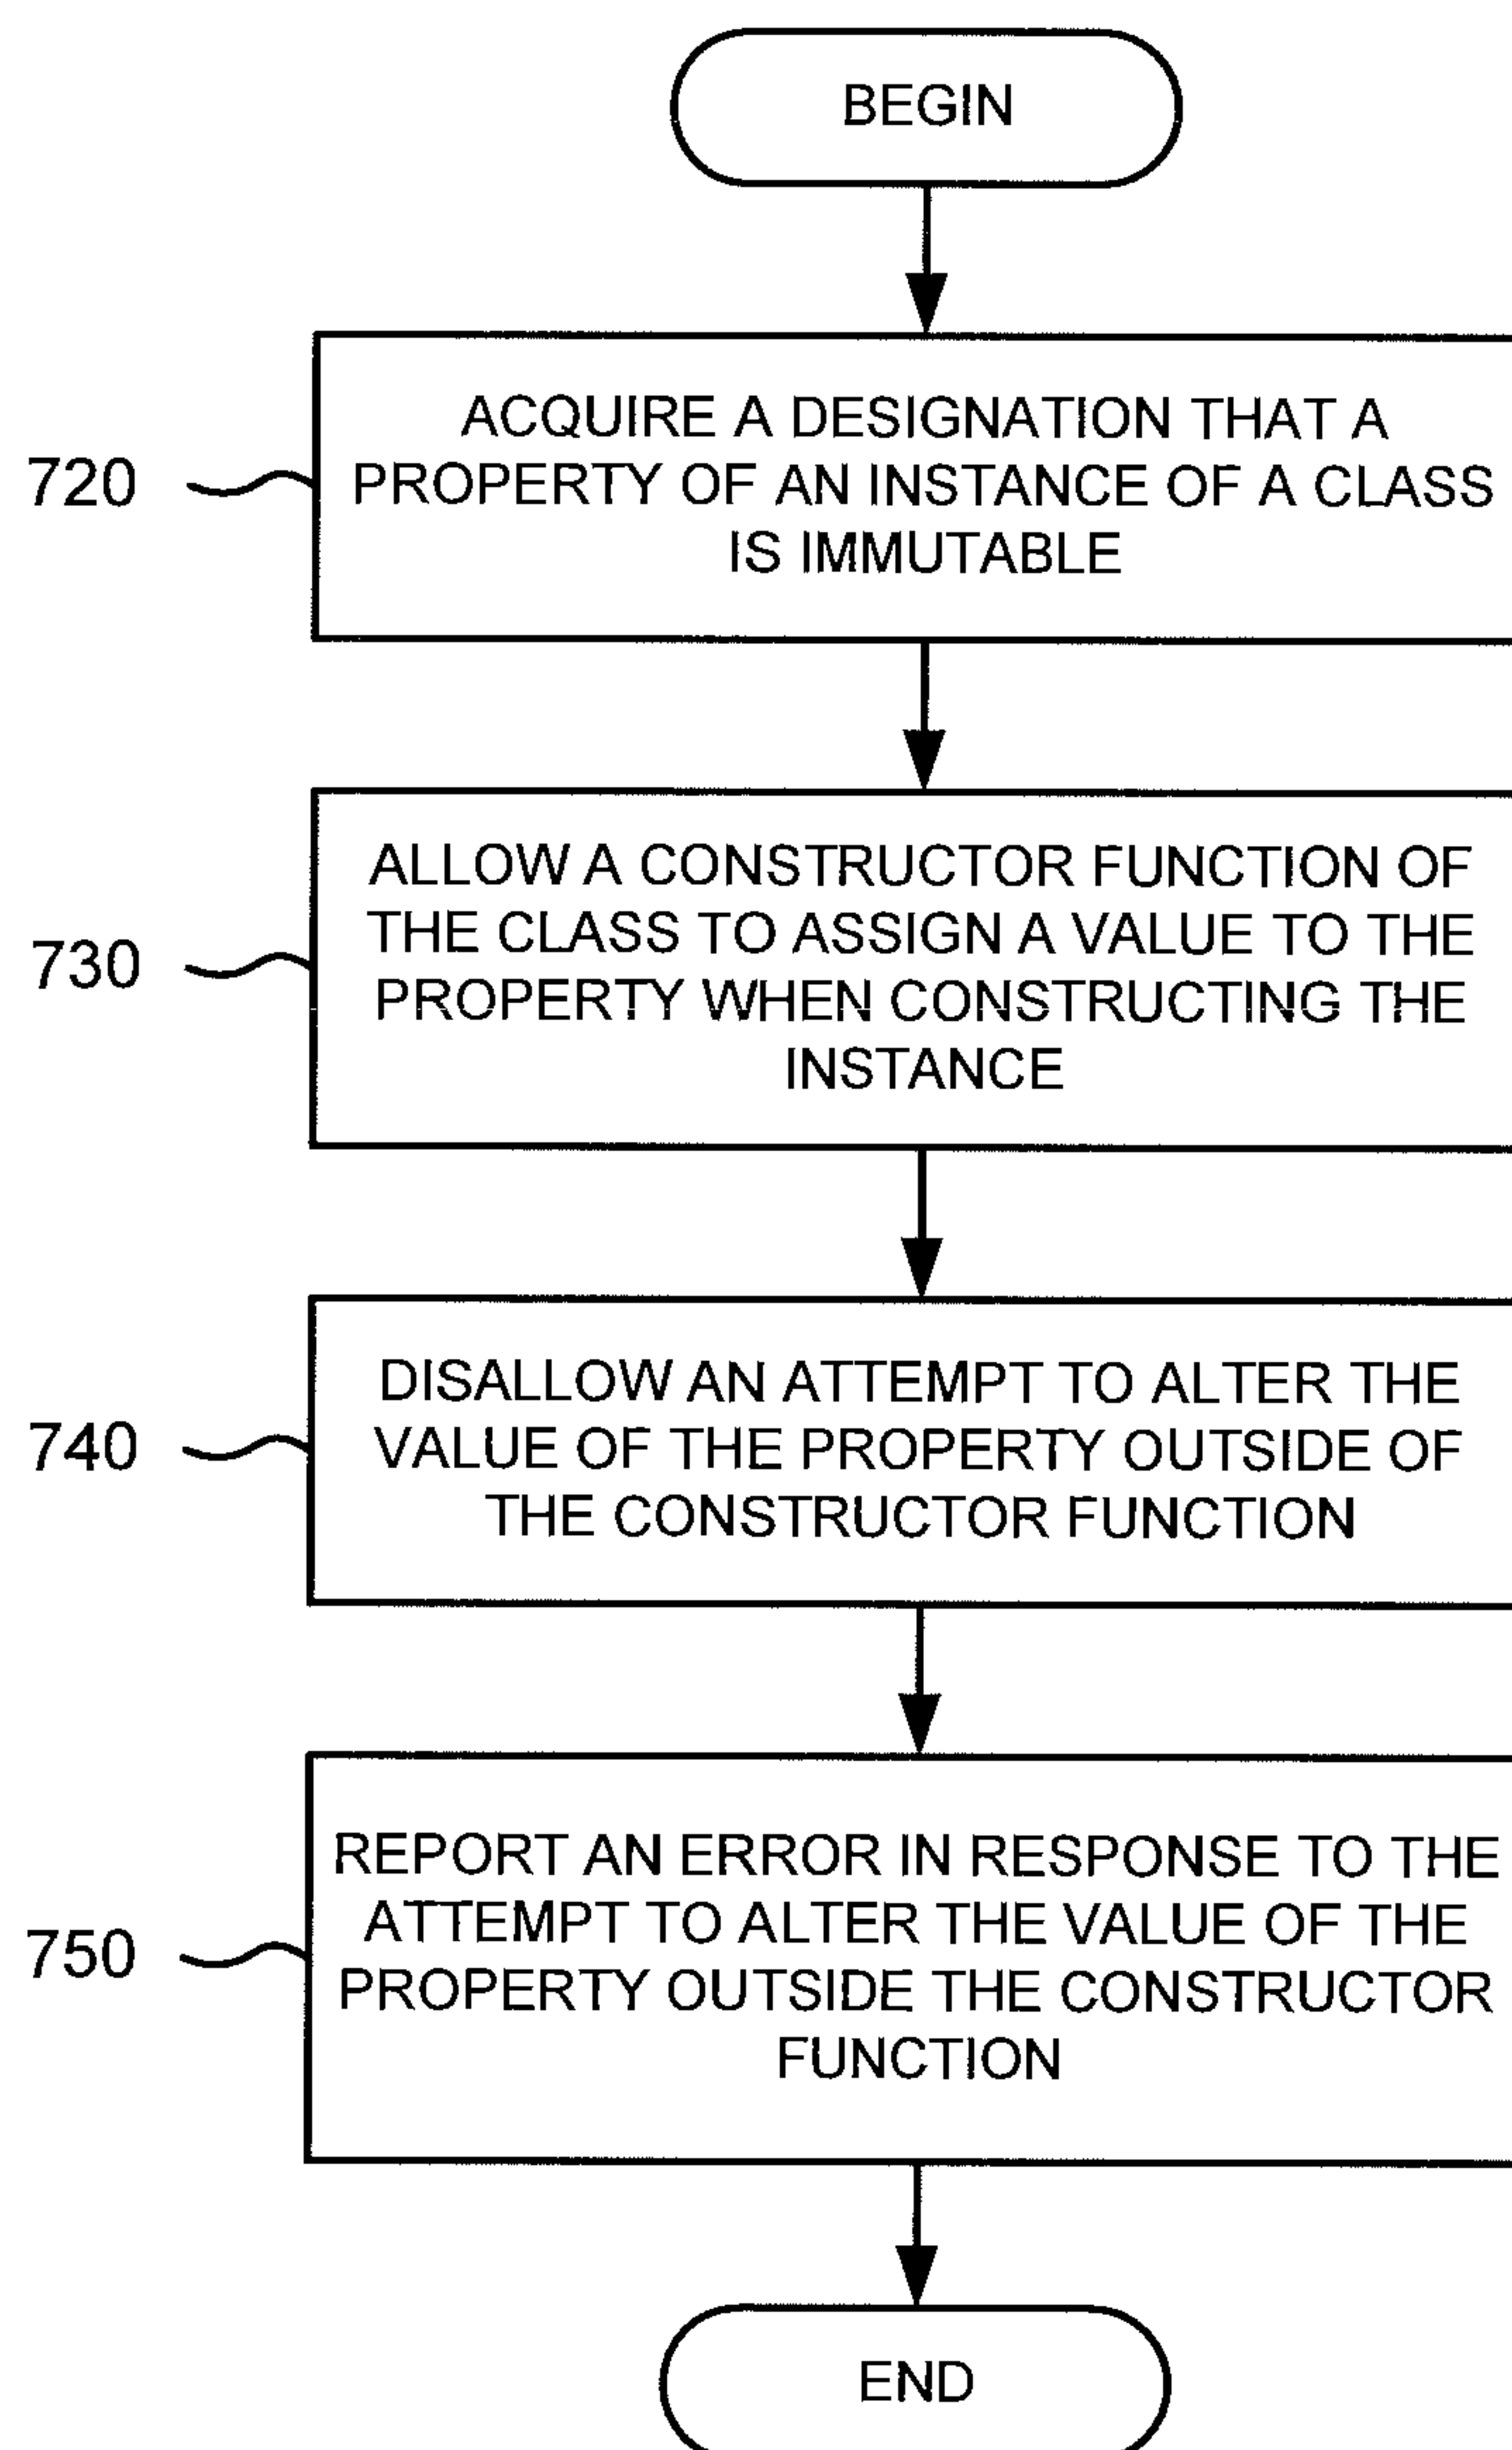 BEGIN
ACQUIRE A DESIGNATION THAT A
PROPERTY OF AN INSTANCE OF A CLASS
IS IMMUTABLE
720
ALLOW A CONSTRUCTOR FUNCTION OF
THE CLASS TO ASSIGN A VALUE TO THE
PROPERTY WHEN CONSTRUCTING THE
INSTANCE
730
DISALLOW AN ATTEMPT TO ALTER THE
VALUE OF THE PROPERTY OUTSIDE OF
THE CONSTRUCTOR FUNCTION
740
REPORT AN ERROR IN RESPONSE TO THE
ATTEMPT TO ALTER THE VALUE OF THE
PROPERTY OUTSIDE THE CONSTRUCTOR
FUNCTION
750
END